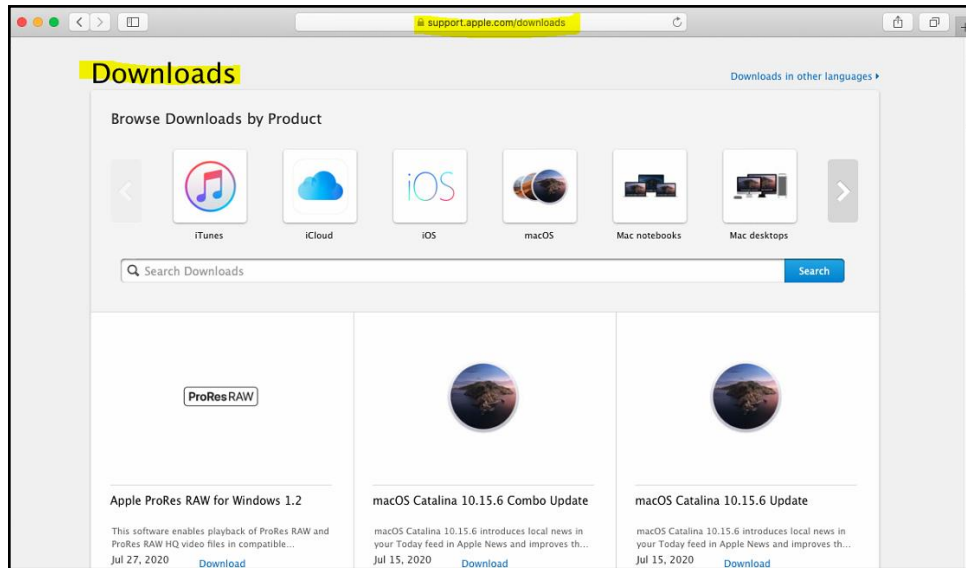 support.apple.com/downloads
Downloads
Downloads in other languages
Browse Downloads by Product
iOS
iTunes
iCloud
iOS
macOS
Mac notebooks
Mac desktops
Search Downloads
Search
ProRes RAW
Apple ProRes RAW for Windows 1.2
This software enables playback of ProRes RAW and
ProRes RAW HQ video files in compatible...
Jul 27, 2020 Download
macOS Catalina 10.15.6 Combo Update
macOS Catalina 10.15.6 introduces local news in
your Today feed in Apple News and improves th...
Jul 15, 2020 Download
macOS Catalina 10.15.6 Update
macOS Catalina 10.15.6 introduces local news in
your Today feed in Apple News and improves th...
Jul 15, 2020 Download